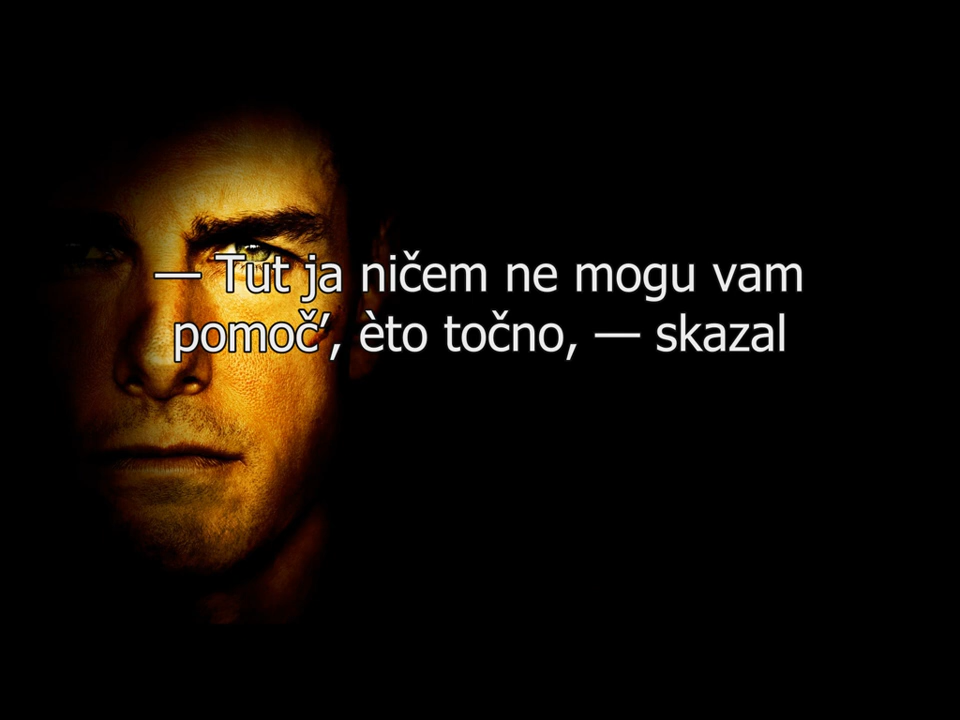 — Tut ja ničem ne mogu vam
pomoč’, èto točno, — skazal